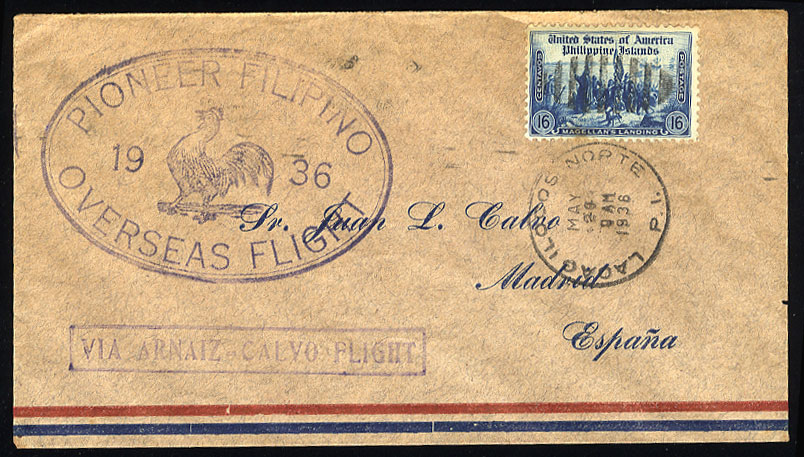 PIONEER FILIPINO
19 36
OVERSEAS FLIGHT
United States of America
Philippine Islands
CENTAVOS
POSTAGE
16 MAGELLAN'S LANDING 16
LAOAG ILOCOS NORTE P.I.
MAY
29
9 AM
1936
Sr. Juan L. Calvo
Madrid
España
VIA ARNAIZ-CALVO FLIGHT